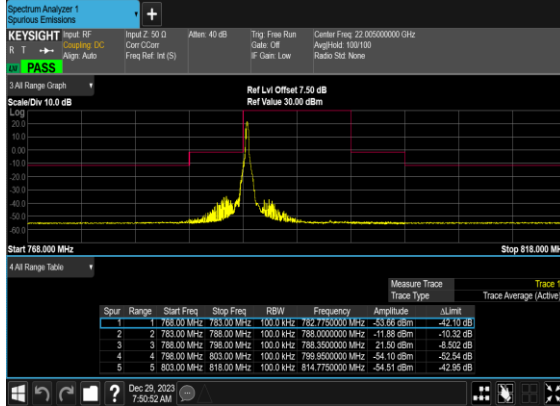 Spectrum Analyzer 1
Spurious Emissions
KEYSIGHT Input: RF Input Z: 50 Ω Atten: 40 dB Trig: Free Run Center Freq: 22.005000000 GHz
R T Coupling: DC Corr CCorr Gate: Off Avg|Hold: 100/100
Align: Auto Freq Ref: Int (S) IF Gain: Low Radio Std: None
PASS
3 All Range Graph
Ref Lvl Offset 7.50 dB
Scale/Div 10.0 dB Ref Value 30.00 dBm
Log
20.0
10.0
0.00
-10.0
-20.0
-30.0
-40.0
-50.0
-60.0
Start 768.000 MHz Stop 818.000 MH
4 All Range Table
Measure Trace Trace 1
Trace Type Trace Average (Active)
Spur Range Start Freq Stop Freq RBW Frequency Amplitude ΔLimit
1 1 768.00 MHz 783.00 MHz 100.0 kHz 782.7750000 MHz -53.66 dBm -42.10 dB
2 2 783.00 MHz 788.00 MHz 100.0 kHz 788.0000000 MHz -11.88 dBm -10.32 dB
3 3 788.00 MHz 798.00 MHz 100.0 kHz 788.3500000 MHz 21.50 dBm -8.502 dB
4 4 798.00 MHz 803.00 MHz 100.0 kHz 799.9500000 MHz -54.10 dBm -52.54 dB
5 5 803.00 MHz 818.00 MHz 100.0 kHz 814.7750000 MHz -54.51 dBm -42.95 dB
Dec 29, 2023
7:50:52 AM